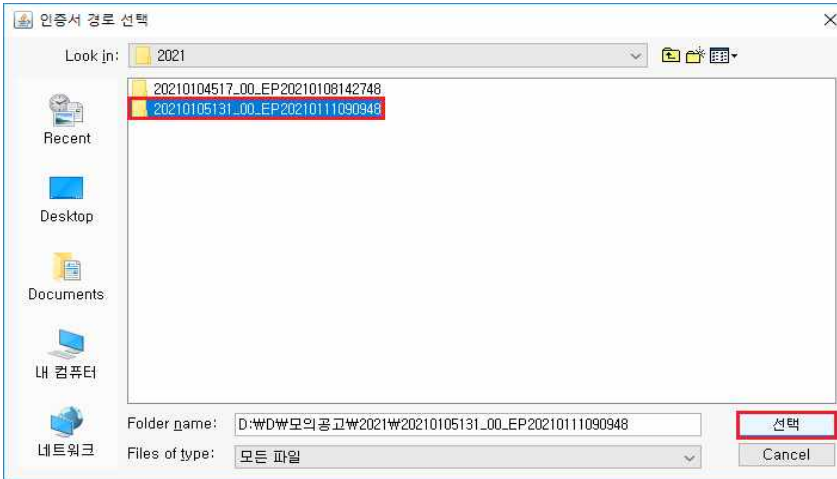 인증서 경로 선택
Look in: 2021
20210104517_00_EP20210108142748
20210105131_00_EP20210111090948
Recent
Desktop
Documents
내 컴퓨터
네트워크
Folder name: D:₩D₩모의공고₩2021₩20210105131_00_EP20210111090948 선택
Files of type: 모든 파일 Cancel